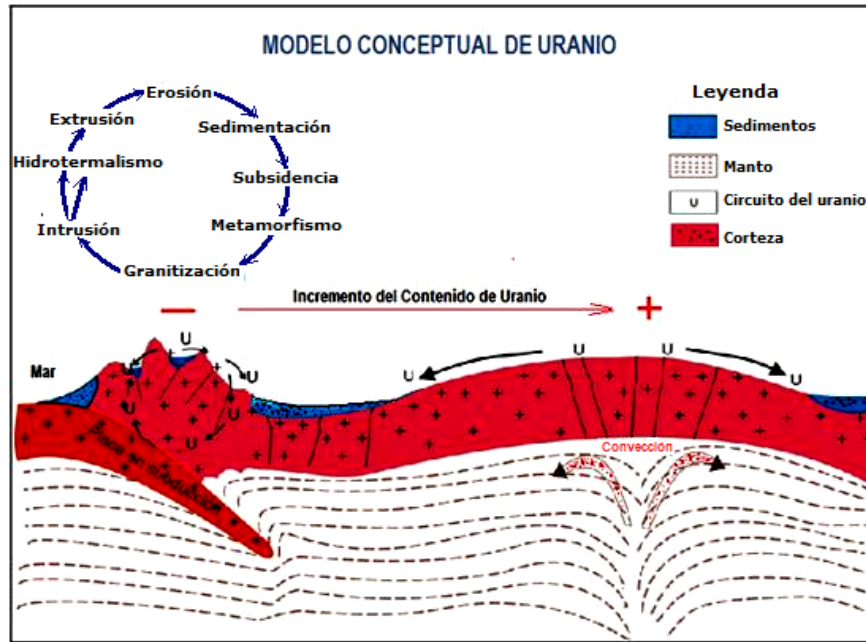 MODELO CONCEPTUAL DE URANIO
Erosión
Extrusión
Sedimentación
Hidrotermalismo
Subsidencia
Intrusión
Metamorfismo
Granitización
Leyenda
Sedimentos
Manto
U
Circuito del uranio
Corteza
−
Incremento del Contenido de Uranio
+
Mar
U
U
U
U
U
U
U
U
U
U
Placa en subducción
Convección